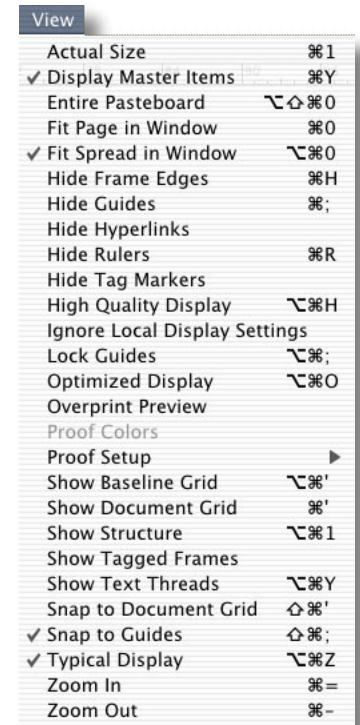 View
Actual Size ⌘1
✓ Display Master Items ⌘Y
Entire Pasteboard ⌥⇧⌘0
Fit Page in Window ⌘0
✓ Fit Spread in Window ⌥⌘0
Hide Frame Edges ⌘H
Hide Guides ⌘;
Hide Hyperlinks
Hide Rulers ⌘R
Hide Tag Markers
High Quality Display ⌥⌘H
Ignore Local Display Settings
Lock Guides ⌥⌘;
Optimized Display ⌥⌘O
Overprint Preview
Proof Colors
Proof Setup ▶
Show Baseline Grid ⌥⌘'
Show Document Grid ⌘'
Show Structure ⌥⌘1
Show Tagged Frames
Show Text Threads ⌥⌘Y
Snap to Document Grid ⇧⌘'
✓ Snap to Guides ⇧⌘;
✓ Typical Display ⌥⌘Z
Zoom In ⌘=
Zoom Out ⌘-